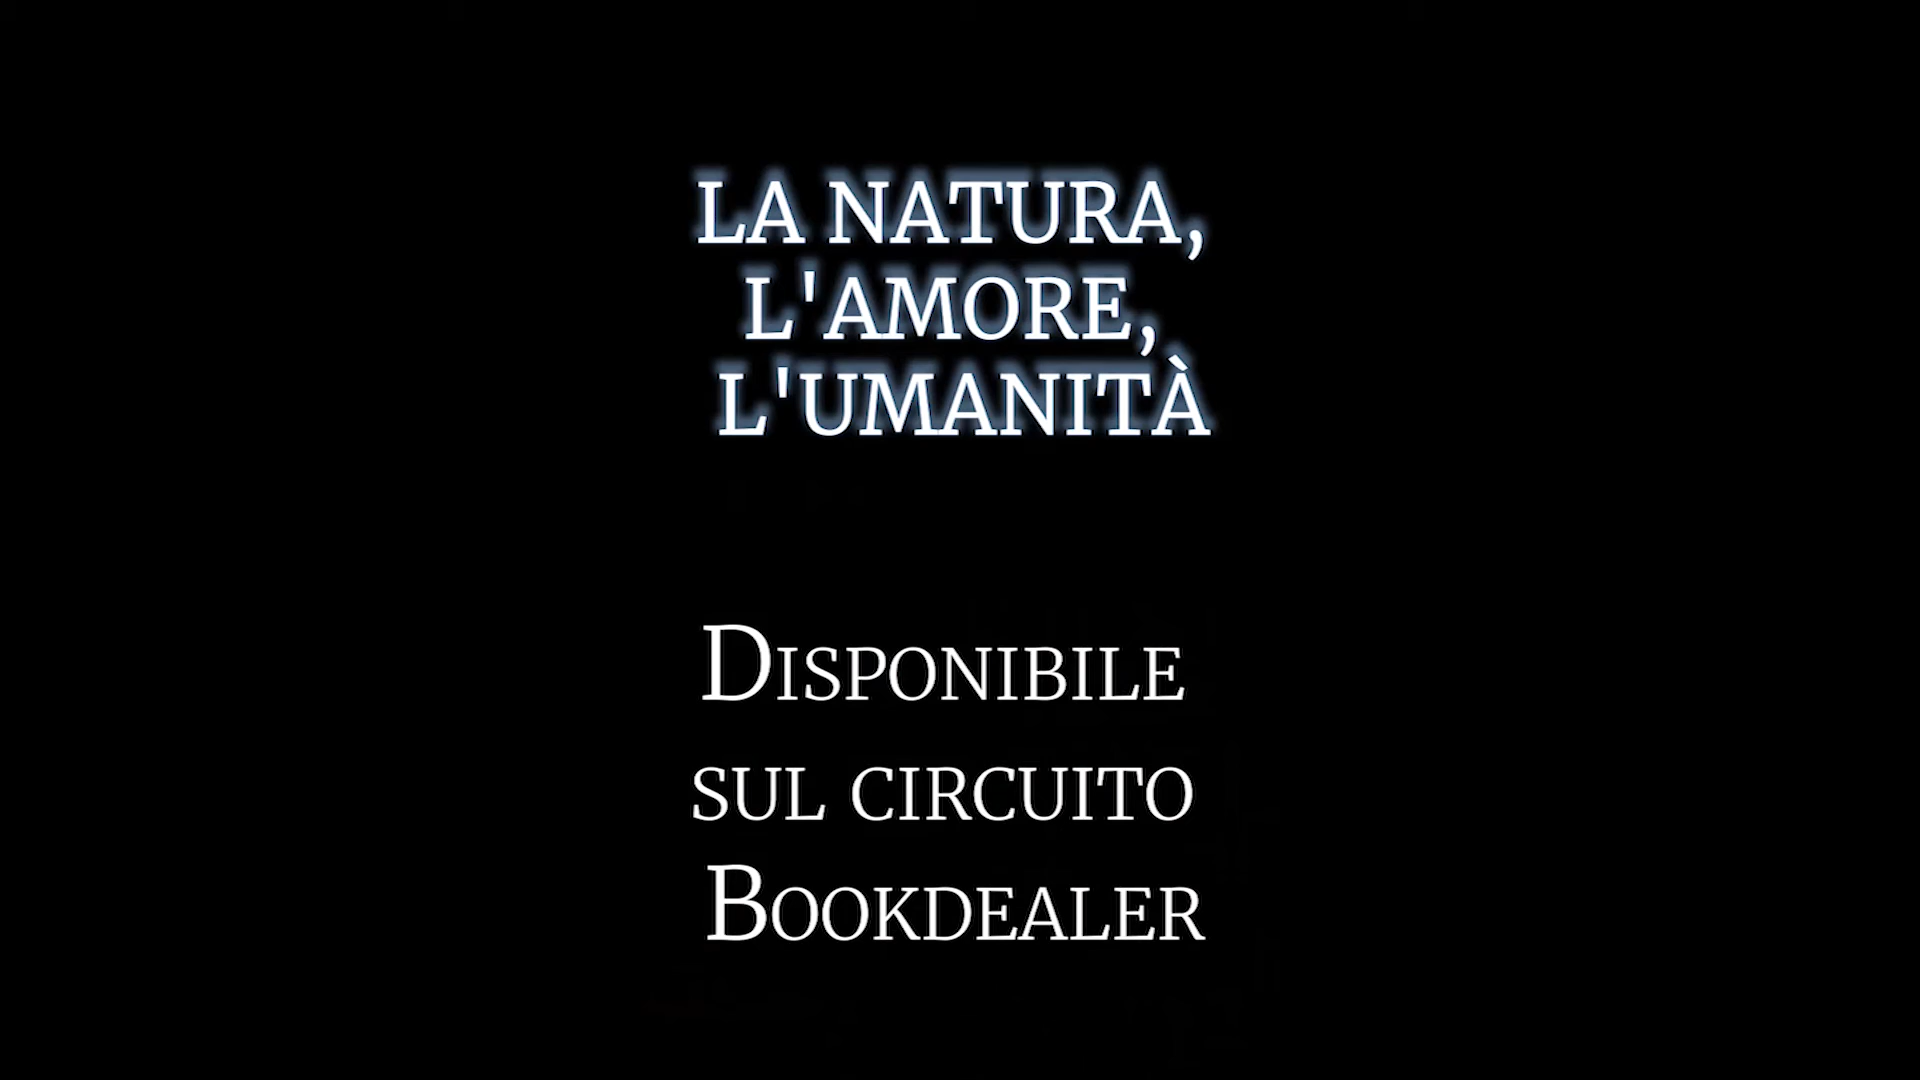 LA NATURA,
L'AMORE,
L'UMANITÀ
Disponibile
sul circuito
Bookdealer